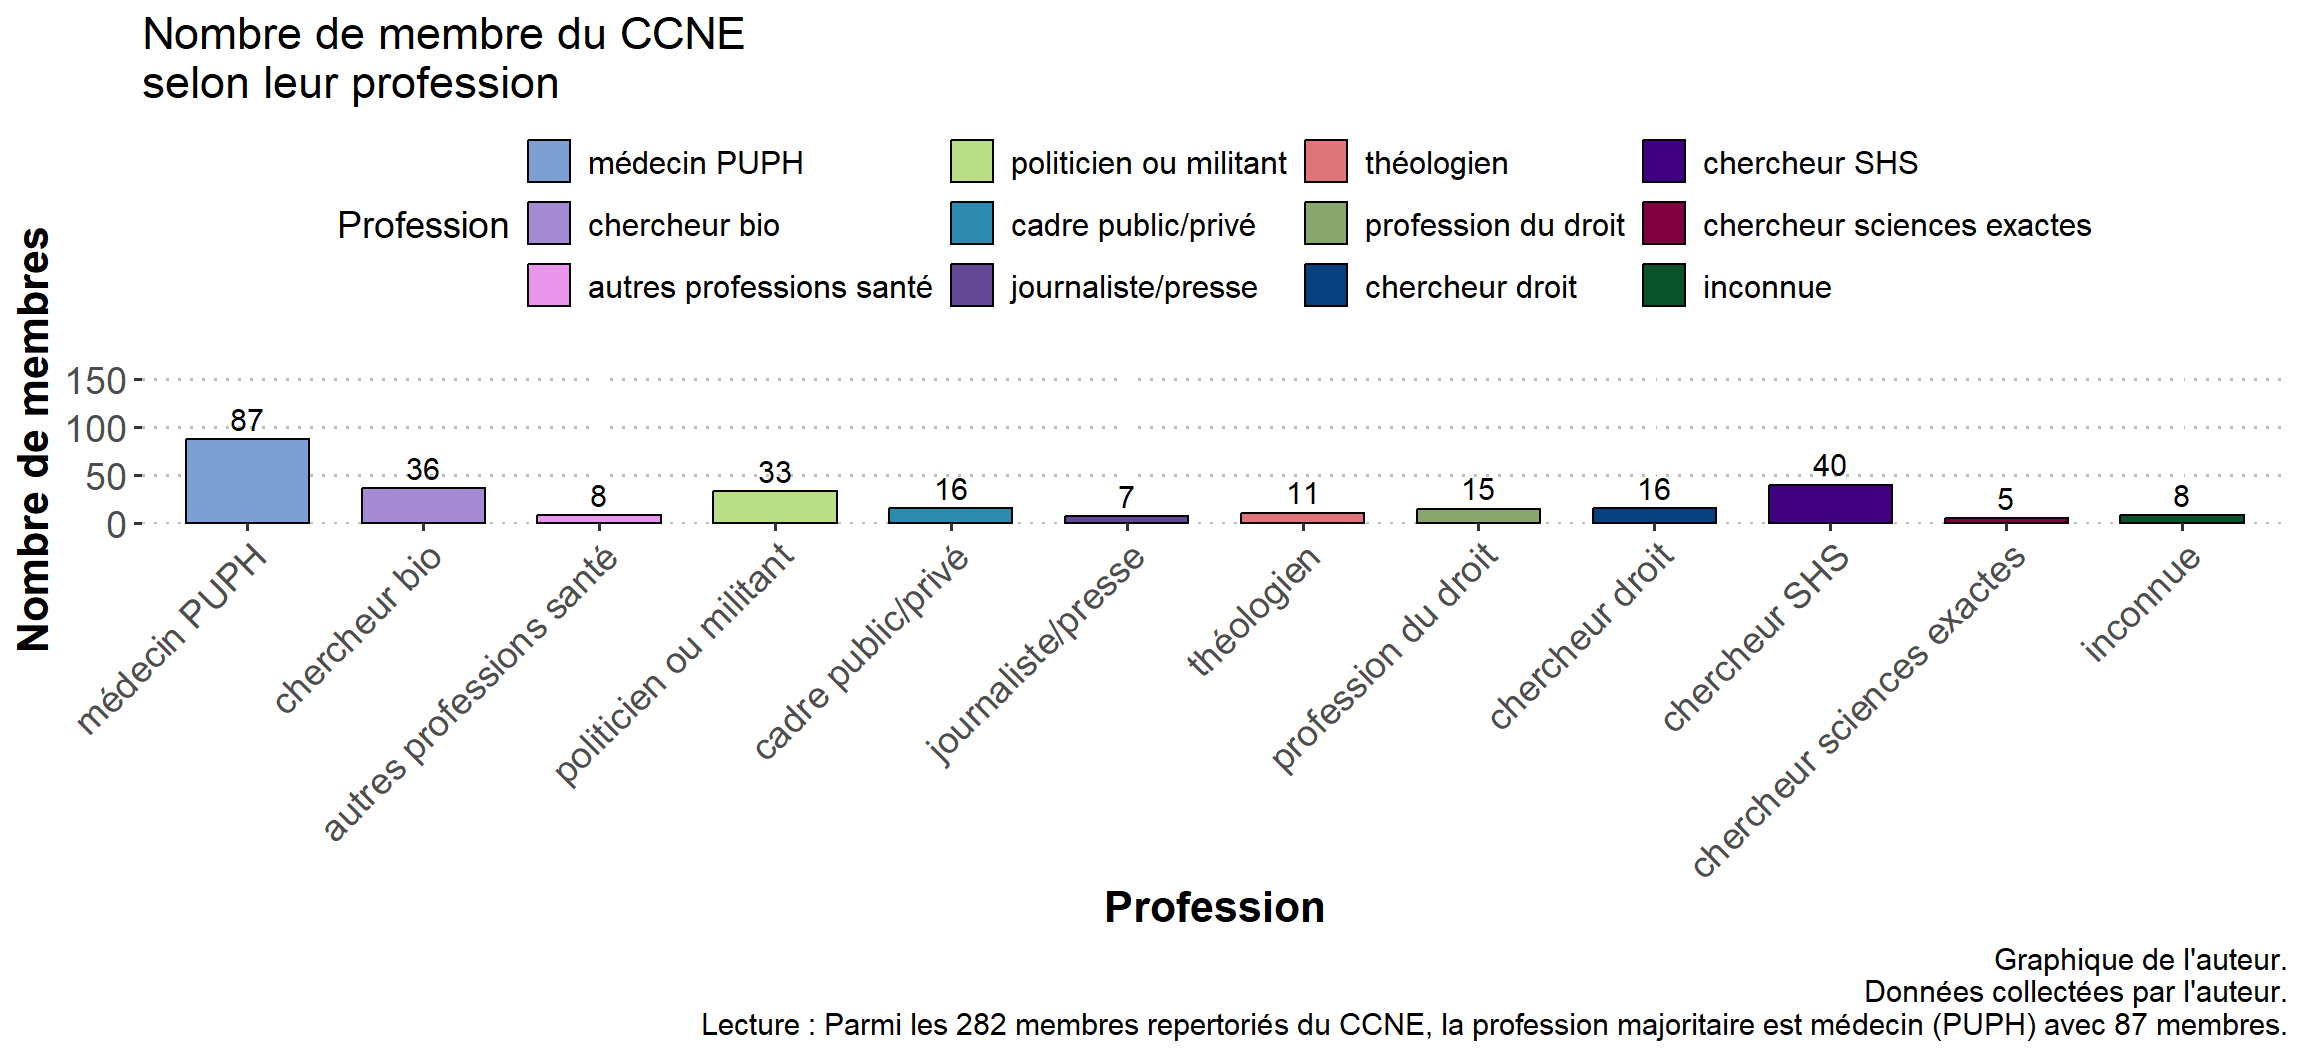 Nombre de membre du CCNE
selon leur profession
Profession
médecin PUPH
chercheur bio
autres professions santé
politicien ou militant
cadre public/privé
journaliste/presse
théologien
profession du droit
chercheur droit
chercheur SHS
chercheur sciences exactes
inconnue
Nombre de membres
150
100
50
0
87
36
8
33
16
7
11
15
16
40
5
8
médecin PUPH
chercheur bio
autres professions santé
politicien ou militant
cadre public/privé
journaliste/presse
théologien
profession du droit
chercheur droit
chercheur SHS
chercheur sciences exactes
inconnue
Profession
Graphique de l'auteur.
Données collectées par l'auteur.
Lecture : Parmi les 282 membres repertoriés du CCNE, la profession majoritaire est médecin (PUPH) avec 87 membres.